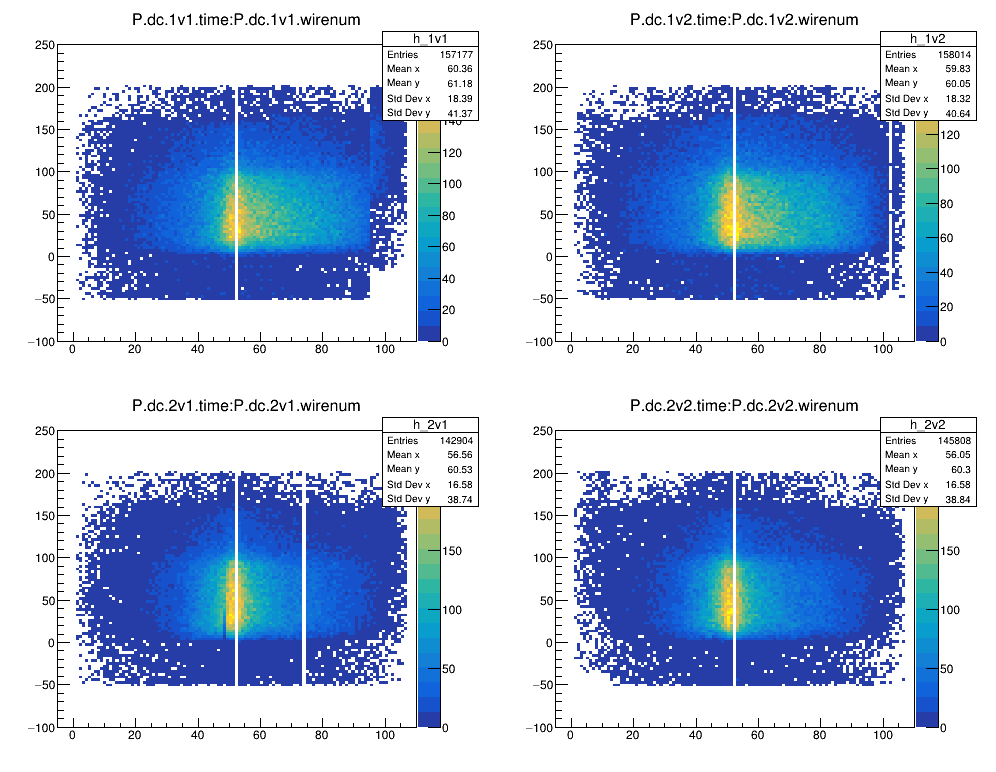 P.dc.1v1.time:P.dc.1v1.wirenum
h_1v1
Entries 157177
Mean x 60.36
Mean y 61.18
Std Dev x 18.39
Std Dev y 41.37
250
200
150
100
50
0
−50
−100
0 20 40 60 80 100
140
120
100
80
60
40
20
0
P.dc.1v2.time:P.dc.1v2.wirenum
h_1v2
Entries 158014
Mean x 59.83
Mean y 60.05
Std Dev x 18.32
Std Dev y 40.64
250
200
150
100
50
0
−50
−100
0 20 40 60 80 100
120
100
80
60
40
20
0
P.dc.2v1.time:P.dc.2v1.wirenum
h_2v1
Entries 142904
Mean x 56.56
Mean y 60.53
Std Dev x 16.58
Std Dev y 38.74
250
200
150
100
50
0
−50
−100
0 20 40 60 80 100
150
100
50
0
P.dc.2v2.time:P.dc.2v2.wirenum
h_2v2
Entries 145808
Mean x 56.05
Mean y 60.3
Std Dev x 16.58
Std Dev y 38.84
250
200
150
100
50
0
−50
−100
0 20 40 60 80 100
150
100
50
0